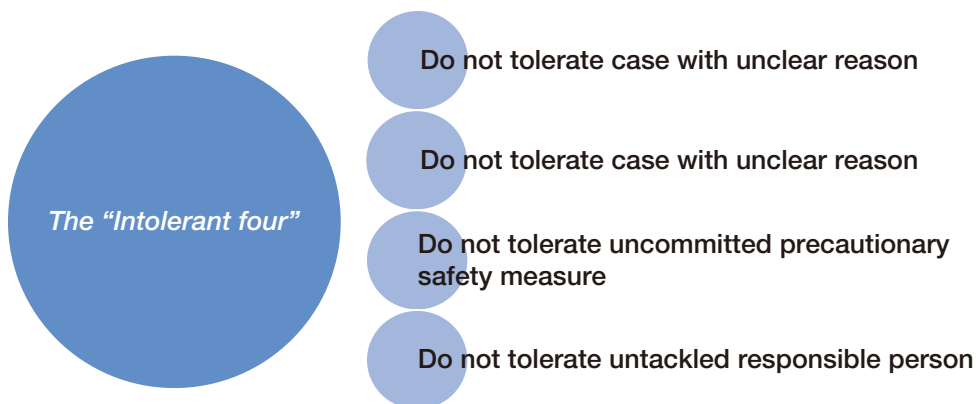 Do not tolerate case with unclear reason
Do not tolerate case with unclear reason
The “Intolerant four”
Do not tolerate uncommitted precautionary
safety measure
Do not tolerate untackled responsible person